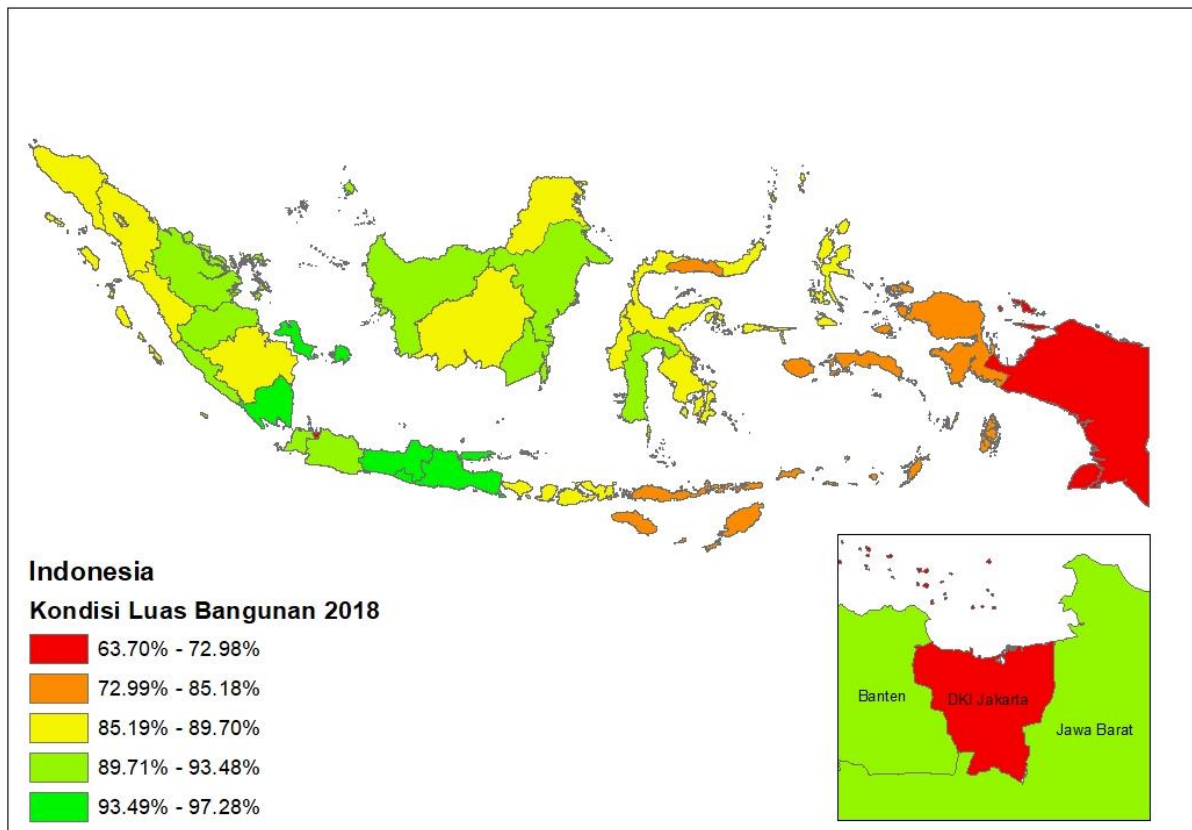 Indonesia
Kondisi Luas Bangunan 2018
63.70% - 72.98%
72.99% - 85.18%
85.19% - 89.70%
89.71% - 93.48%
93.49% - 97.28%
Banten
DKI Jakarta
Jawa Barat